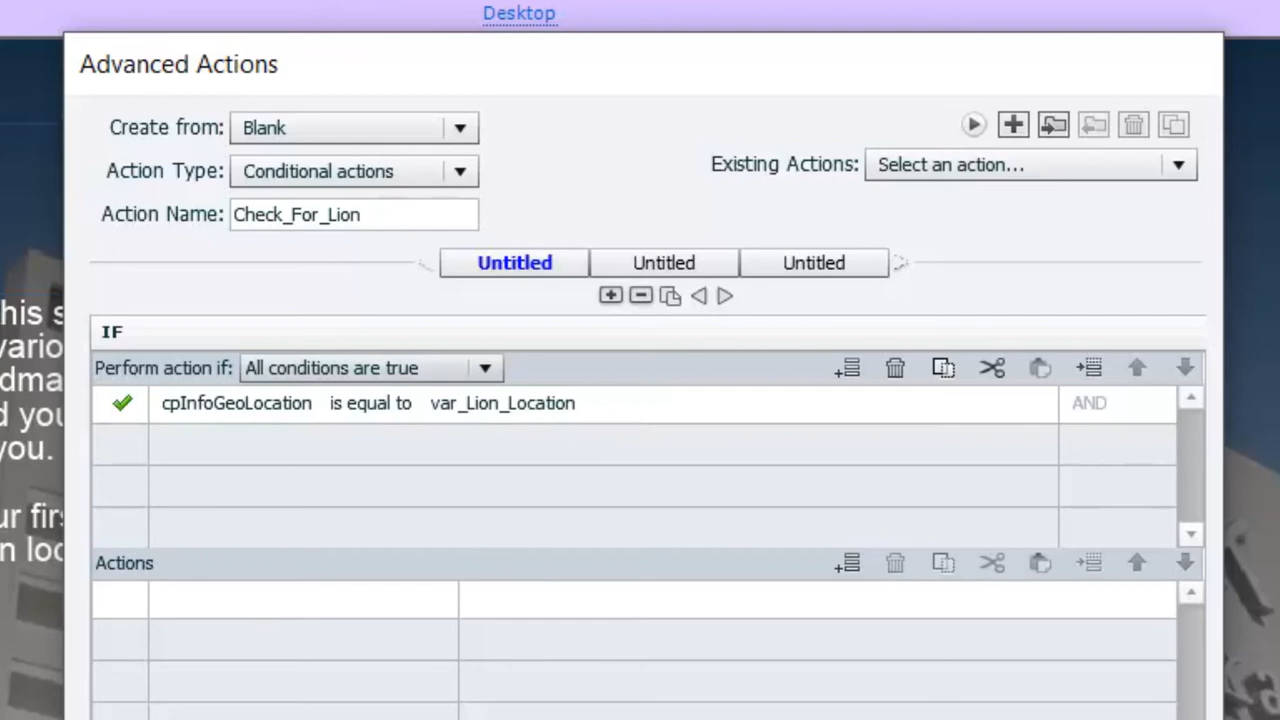 Desktop
Advanced Actions
Create from: Blank
Action Type: Conditional actions
Existing Actions: Select an action...
Action Name: Check_For_Lion
Untitled Untitled Untitled
IF
Perform action if: All conditions are true
cpInfoGeoLocation is equal to var_Lion_Location AND
Actions
you.